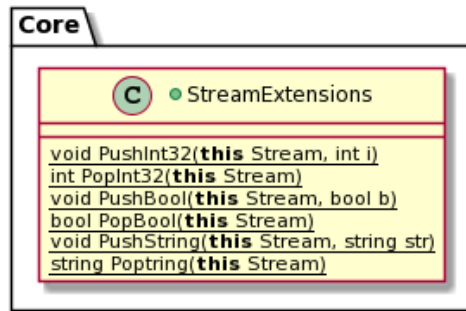 Core
C StreamExtensions
void PushInt32(this Stream, int i)
int PopInt32(this Stream)
void PushBool(this Stream, bool b)
bool PopBool(this Stream)
void PushString(this Stream, string str)
string Poptring(this Stream)